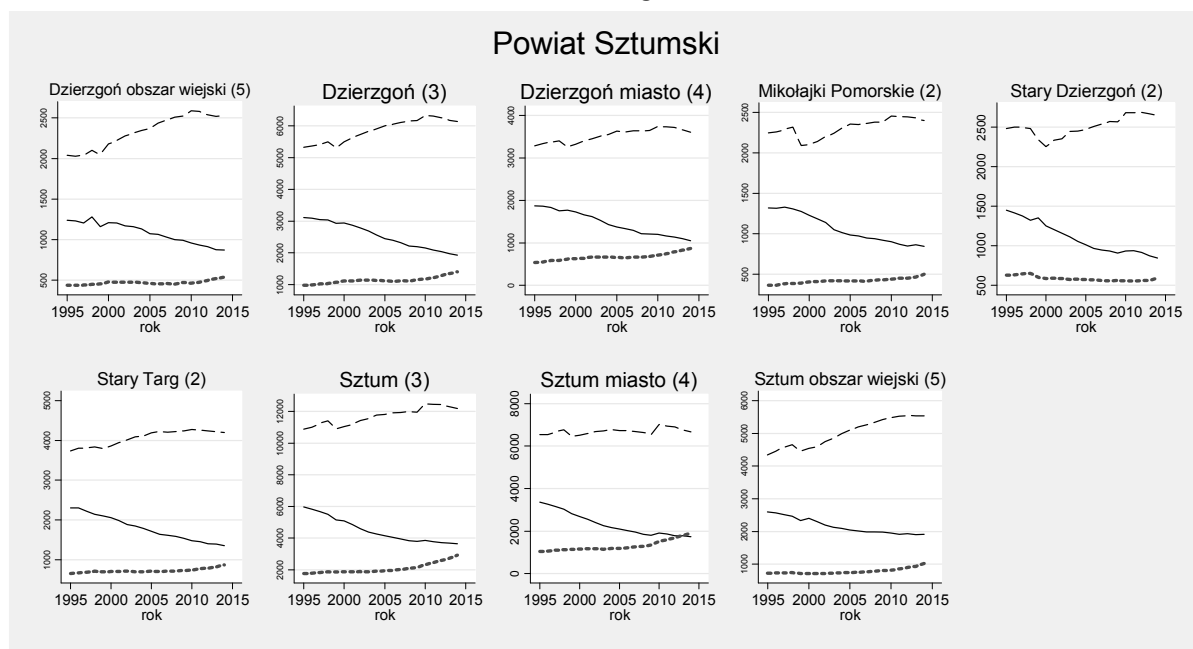 Powiat Sztumski
Dzierzgoń obszar wiejski (5)
2500
2000
1500
1000
500
1995 2000 2005 2010 2015
rok
Dzierzgoń (3)
6000
5000
4000
3000
2000
1000
1995 2000 2005 2010 2015
rok
Dzierzgoń miasto (4)
4000
3000
2000
1000
0
1995 2000 2005 2010 2015
rok
Mikołajki Pomorskie (2)
2500
2000
1500
1000
500
1995 2000 2005 2010 2015
rok
Stary Dzierzgoń (2)
2500
2000
1500
1000
500
1995 2000 2005 2010 2015
rok
Stary Targ (2)
5000
4000
3000
2000
1000
1995 2000 2005 2010 2015
rok
Sztum (3)
12000
10000
8000
6000
4000
2000
1995 2000 2005 2010 2015
rok
Sztum miasto (4)
8000
6000
4000
2000
0
1995 2000 2005 2010 2015
rok
Sztum obszar wiejski (5)
6000
5000
4000
3000
2000
1000
1995 2000 2005 2010 2015
rok